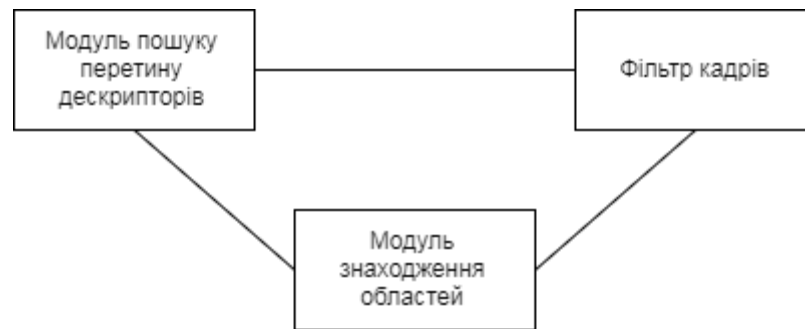 Модуль пошуку
перетину
дескрипторів
Фільтр кадрів
Модуль
знаходження
областей